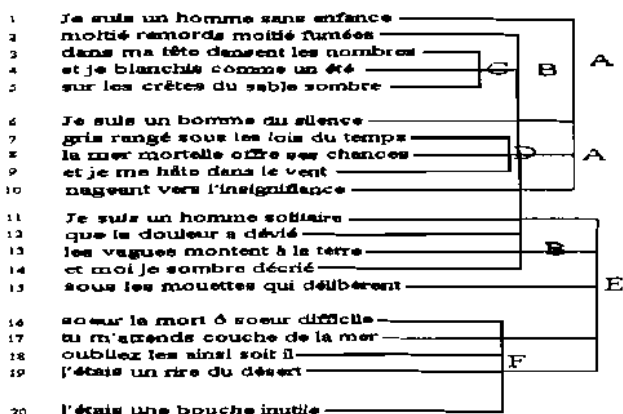 1 Je suis un homme sans enfance A
2 moitié remords moitié fumées B
3 dans ma tête dansent les nombres C
4 et je blanchis comme un été
5 sur les crêtes du sable sombre
6 Je suis un homme du silence
7 gris rangé sous les lois du temps D
8 la mer mortelle offre ses chances A
9 et je me hâte dans le vent
10 nageant vers l'insignifiance
11 Je suis un homme solitaire
12 que la douleur a dévié
13 les vagues montent à la terre B
14 et moi je sombre décrié
15 sous les mouettes qui délibèrent E
16 soeur la mort ô soeur difficile
17 tu m'attends couche de la mer
18 oubliez les ainsi soit il F
19 j'étais un rire du désert
20 j'étais une bouche inutile